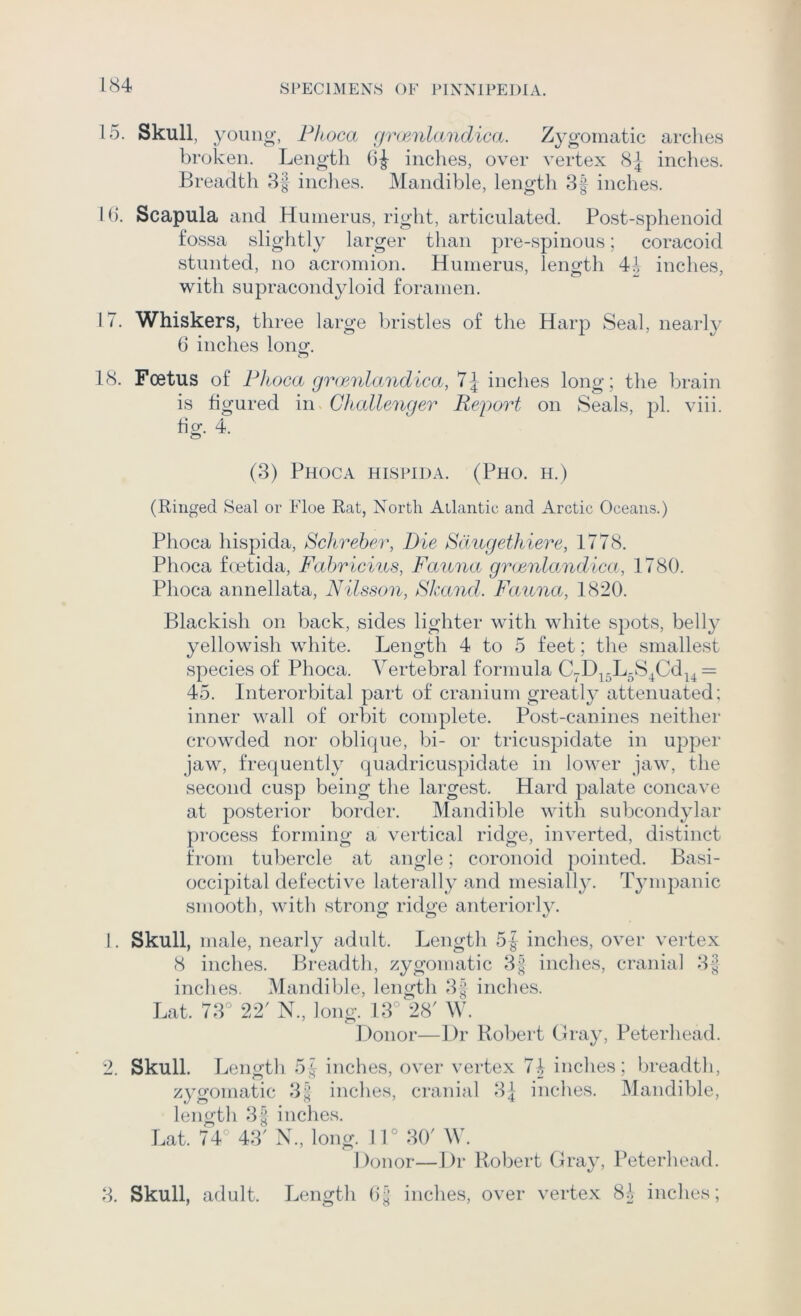 184 SPECIMENS OF PINNIPEDIA.
15. Skull, young, Phoca grœnlandica. Zygomatic arches
broken. Length 6½ inches, over vertex 8¼ inches.
Breadth 3⅜ inches. Mandible, length 3⅜ inches.
16. Scapula and Humerus, right, articulated. Post-sphenoid
fossa slightly larger than pre-spinous; coracoid
stunted, no acromion. Humerus, length 4½ inches,
with supracondyloid foramen.
17. Whiskers, three large bristles of the Harp Seal, nearly
6 inches long.
18. Fœtus of Phoca grœnlandica, 7¼ inches long; the brain
is figured in Challenger Report on Seals, pl. viii.
fig. 4.
(3) PHOCA HISPIDA. (PHO. H.)
(Ringed Seal or Floe Rat, North Atlantic and Arctic Oceans.)
Phoca hispida, Schreber, Die Säugethiere, 1778.
Phoca fœtida, Fabricius, Fauna grœnlandica, 1780.
Phoca annellata, Nilsson, Skand. Fauna, 1820.
Blackish on back, sides lighter with white spots, belly
yellowish white. Length 4 to 5 feet; the smallest
species of Phoca. Vertebral formula C₇D₁₅L₅S₄Cd₁₄ =
45. Interorbital part of cranium greatly attenuated;
inner wall of orbit complete. Post-canines neither
crowded nor oblique, bi- or tricuspidate in upper
jaw, frequently quadricuspidate in lower jaw, the
second cusp being the largest. Hard palate concave
at posterior border. Mandible with subcondylar
process forming a vertical ridge, inverted, distinct
from tubercle at angle; coronoid pointed. Basi-
occipital defective laterally and mesially. Tympanic
smooth, with strong ridge anteriorly.
1. Skull, male, nearly adult. Length 5⅞ inches, over vertex
8 inches. Breadth, zygomatic 3⅝ inches, cranial 3⅜
inches. Mandible, length 3⅝ inches.
Lat. 73° 22′ N., long. 13° 28′ W.
Donor—Dr Robert Gray, Peterhead.
2. Skull. Length 5⅞ inches, over vertex 7½ inches; breadth,
zygomatic 3⅝ inches, cranial 3¼ inches. Mandible,
length 3⅝ inches.
Lat. 74° 43′ N., long. 11° 30′ W.
Donor—Dr Robert Gray, Peterhead.
3. Skull, adult. Length 6⅝ inches, over vertex 8½ inches;